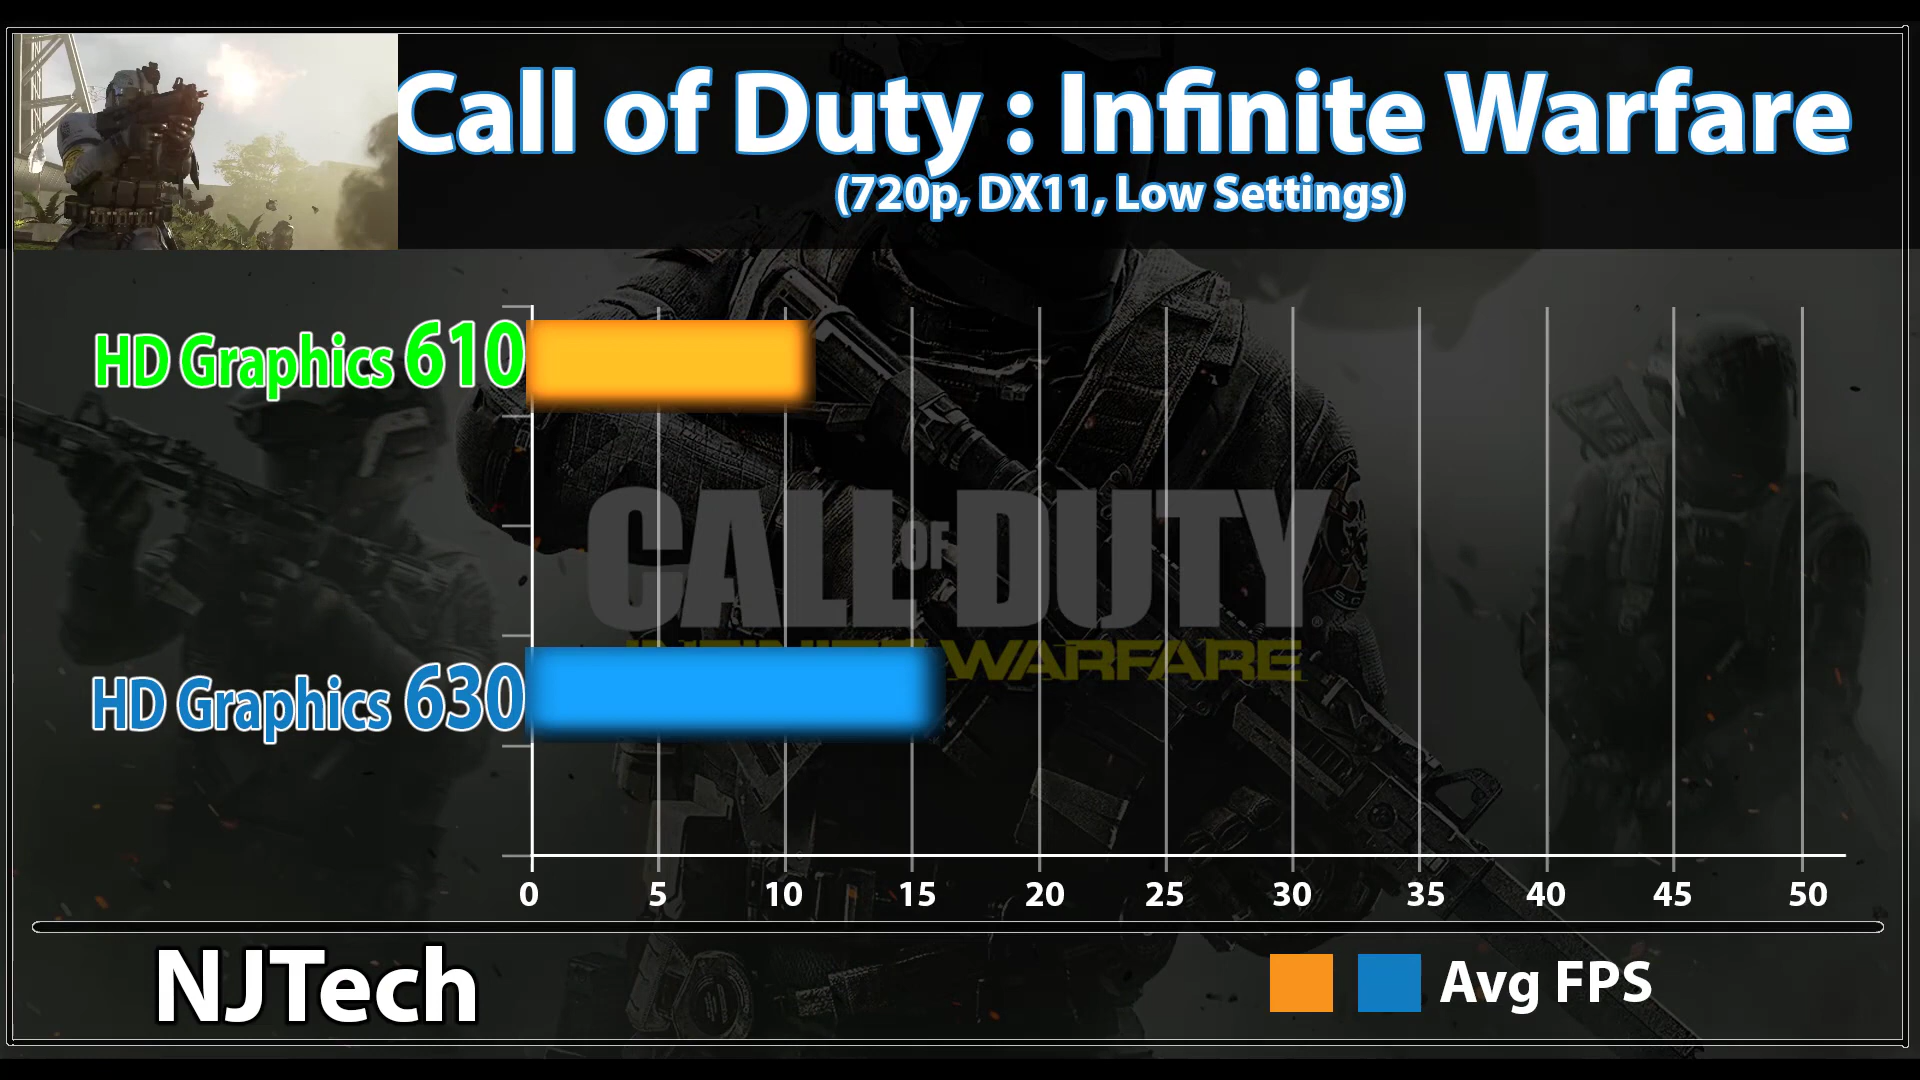 Call of Duty : Infinite Warfare
(720p, DX11, Low Settings)
HD Graphics 610
CALL OF DUTY®
INFINITE WARFARE
HD Graphics 630
0 5 10 15 20 25 30 35 40 45 50
NJTech
Avg FPS